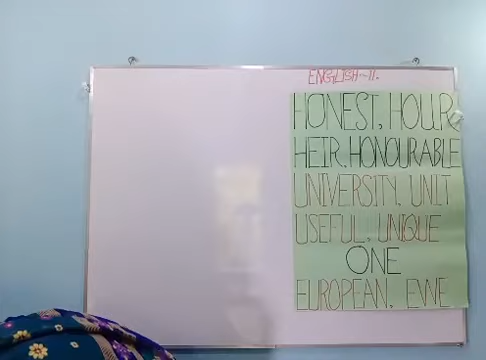 ENGLISH-II.
HONEST, HOUR,
HEIR, HONOURABLE
UNIVERSITY, UNIT
USEFUL, UNIQUE
ONE
EUROPEAN, EWE